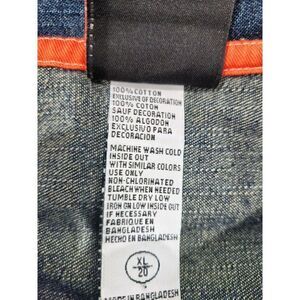 100% COTTON
EXCLUSIVE OF DECORATION
100% COTON
SAUF DECORATION
100% ALGODON
EXCLUSIVO PARA
DECORACION
MACHINE WASH COLD
INSIDE OUT
WITH SIMILAR COLORS
USE ONLY
NON-CHLORINATED
BLEACH WHEN NEEDED
TUMBLE DRY LOW
IRON ON LOW INSIDE OUT
IF NECESSARY
FABRIQUE EN
BANGLADESH
HECHO EN BANGLADESH
XL
20
MADE IN BANGLADESH